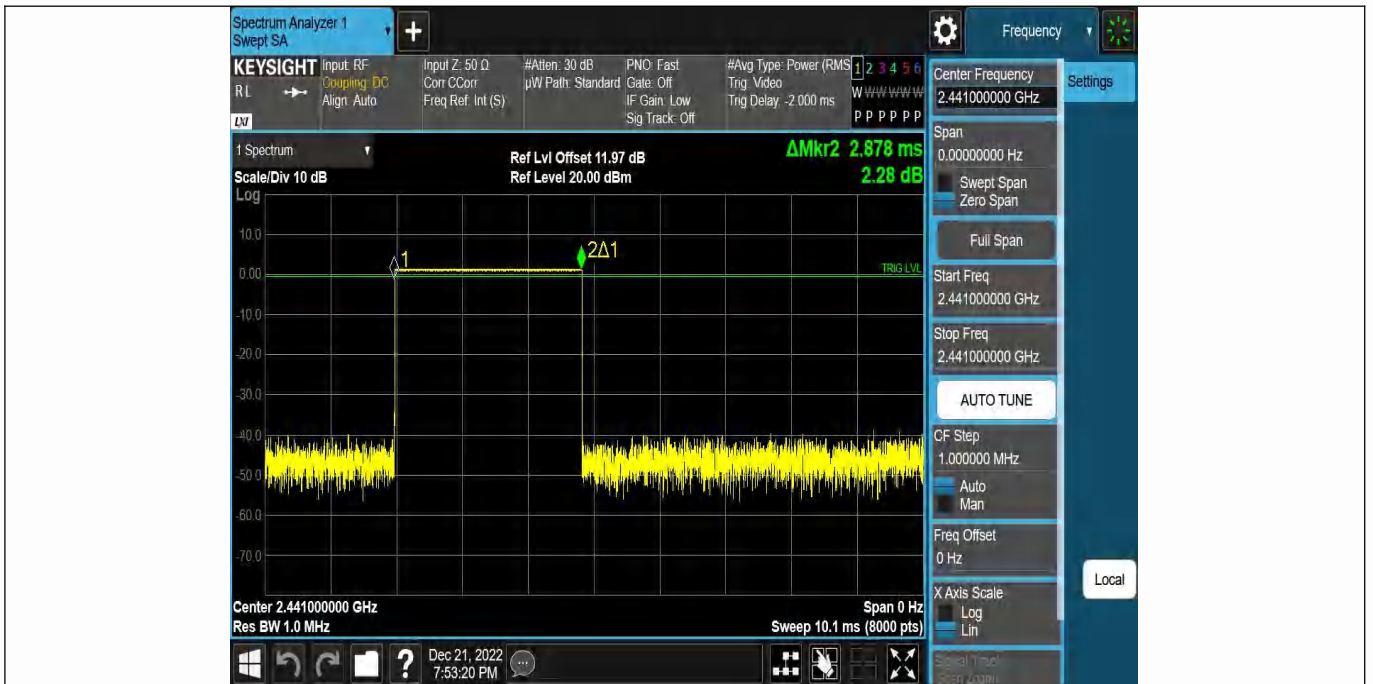 Spectrum Analyzer 1
Swept SA
+
Frequency
KEYSIGHT
R L
LXI
Input: RF
Coupling: DC
Align: Auto
Input Z: 50 Ω
Corr CCorr
Freq Ref: Int (S)
#Atten: 30 dB
µW Path: Standard
PNO: Fast
Gate: Off
IF Gain: Low
Sig Track: Off
#Avg Type: Power (RMS
Trig: Video
Trig Delay: -2.000 ms
1 2 3 4 5 6
W W W W W W
P P P P P P
1 Spectrum
Scale/Div 10 dB
Log
Ref Lvl Offset 11.97 dB
Ref Level 20.00 dBm
ΔMkr2 2.878 ms
2.28 dB
10.0
0.00
-10.0
-20.0
-30.0
-40.0
-50.0
-60.0
-70.0
1
2Δ1
TRIG LVL
Center 2.441000000 GHz
Res BW 1.0 MHz
Span 0 Hz
Sweep 10.1 ms (8000 pts)
?
Dec 21, 2022
7:53:20 PM
Center Frequency
2.441000000 GHz
Span
0.00000000 Hz
Swept Span
Zero Span
Full Span
Start Freq
2.441000000 GHz
Stop Freq
2.441000000 GHz
AUTO TUNE
CF Step
1.000000 MHz
Auto
Man
Freq Offset
0 Hz
X Axis Scale
Log
Lin
Signal Track
Settings
Local